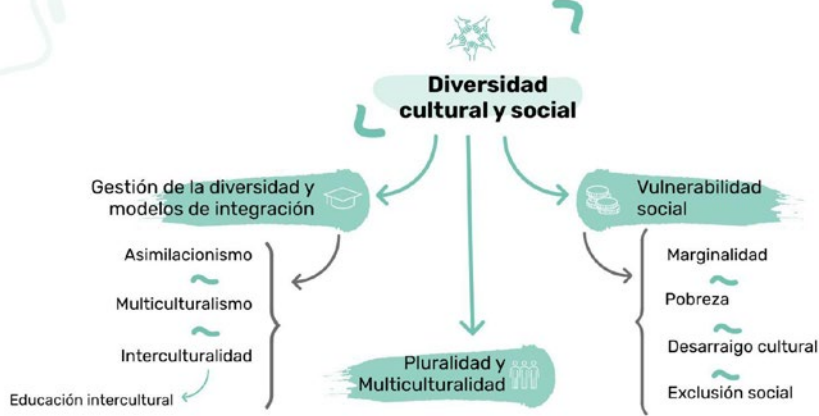 Diversidad
cultural y social
Gestión de la diversidad y
modelos de integración
Asimilacionismo
Multiculturalismo
Interculturalidad
Educación intercultural
Pluralidad y
Multiculturalidad
Vulnerabilidad
social
Marginalidad
Pobreza
Desarraigo cultural
Exclusión social